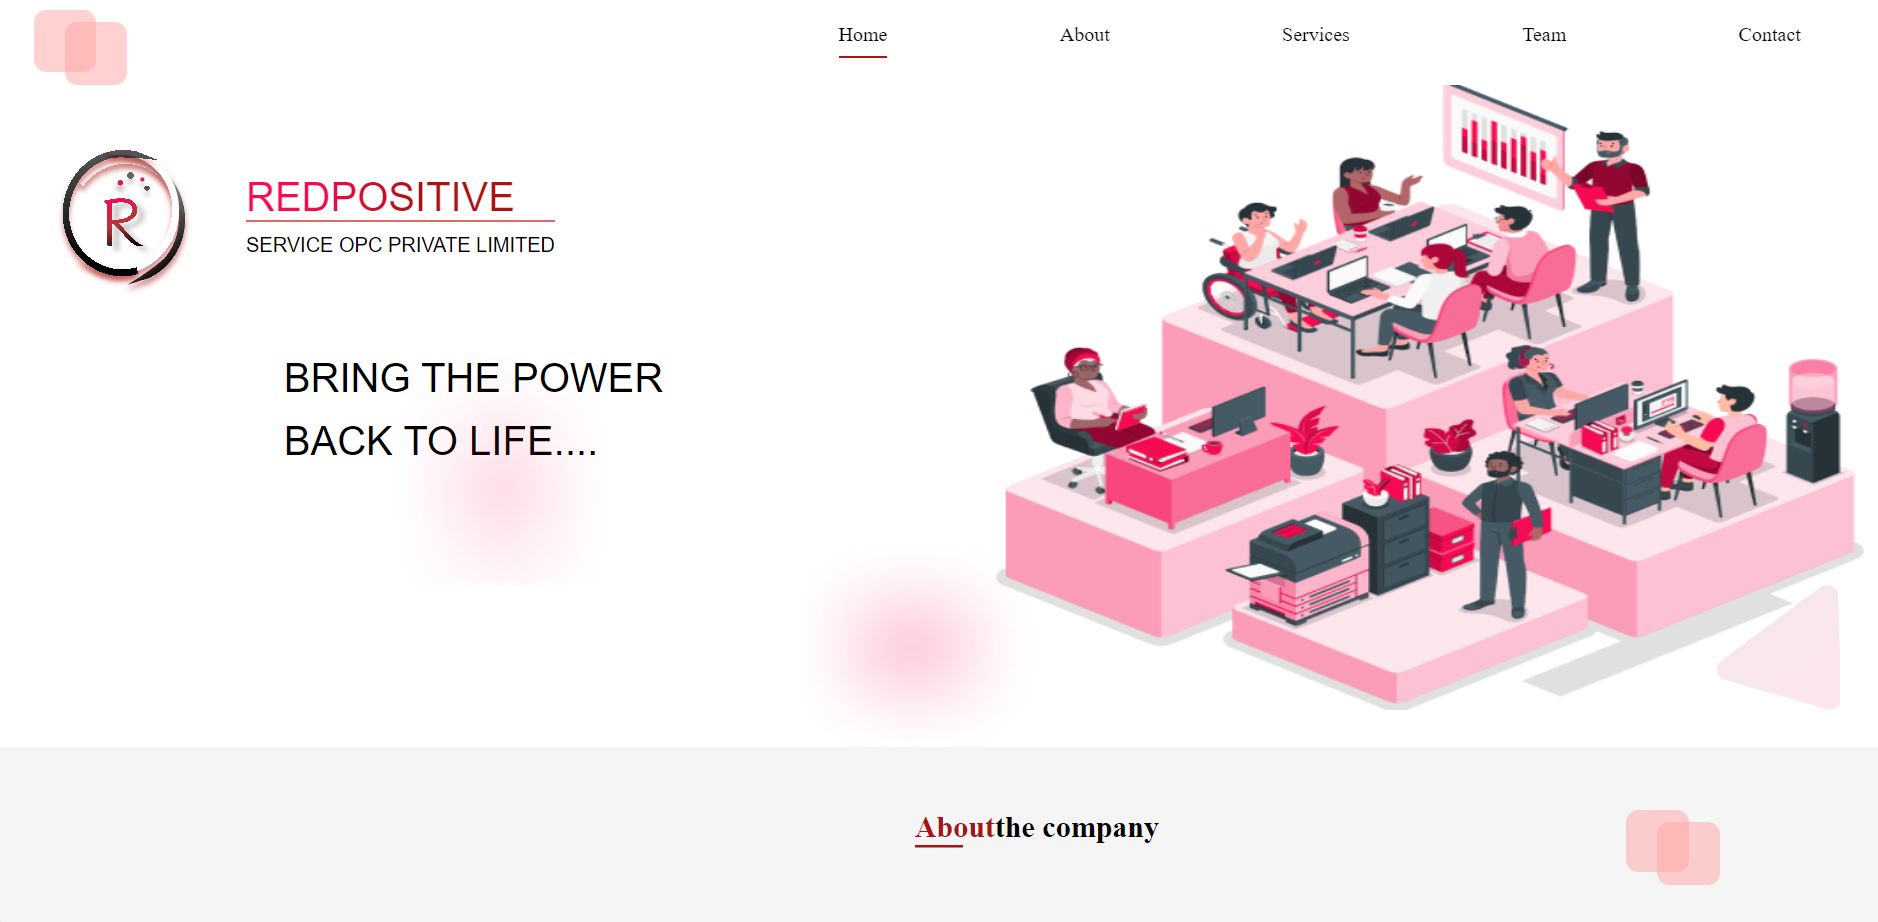 Home About Services Team Contact
R
REDPOSITIVE
SERVICE OPC PRIVATE LIMITED
BRING THE POWER
BACK TO LIFE....
Aboutthe company